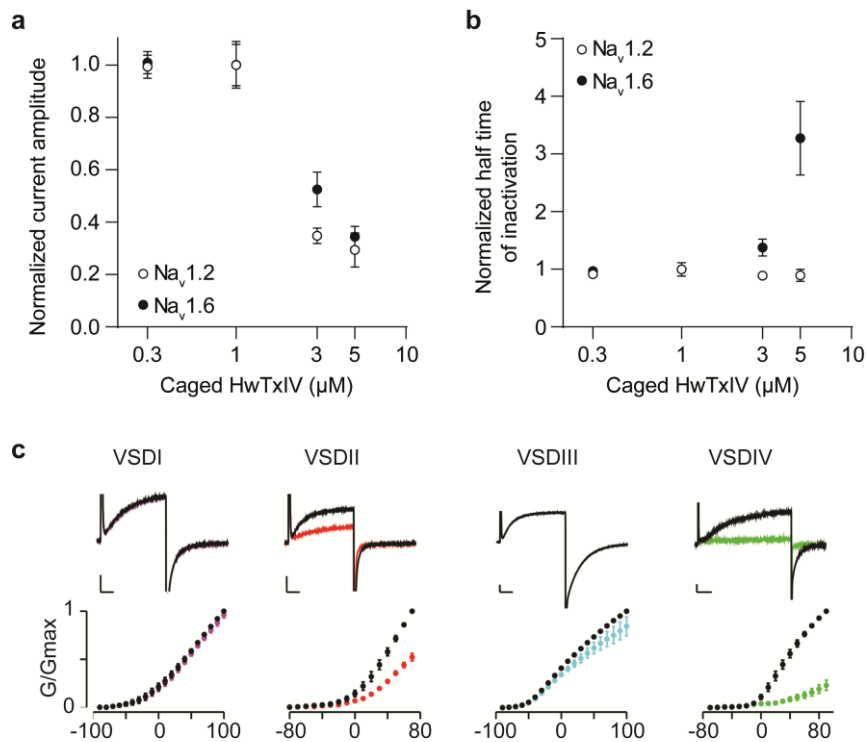 a
Normalized current amplitude
1.0
0.8
0.6
0.4
0.2
0.0
Naᵥ1.2
Naᵥ1.6
0.3 1 3 5 10
Caged HwTxIV (µM)
b
Normalized half time
of inactivation
5
4
3
2
1
0
Naᵥ1.2
Naᵥ1.6
0.3 1 3 5 10
Caged HwTxIV (µM)
c
VSDI VSDII VSDIII VSDIV
G/Gmax
1
0
-100 0 100 -80 0 80 -100 0 100 -80 0 80